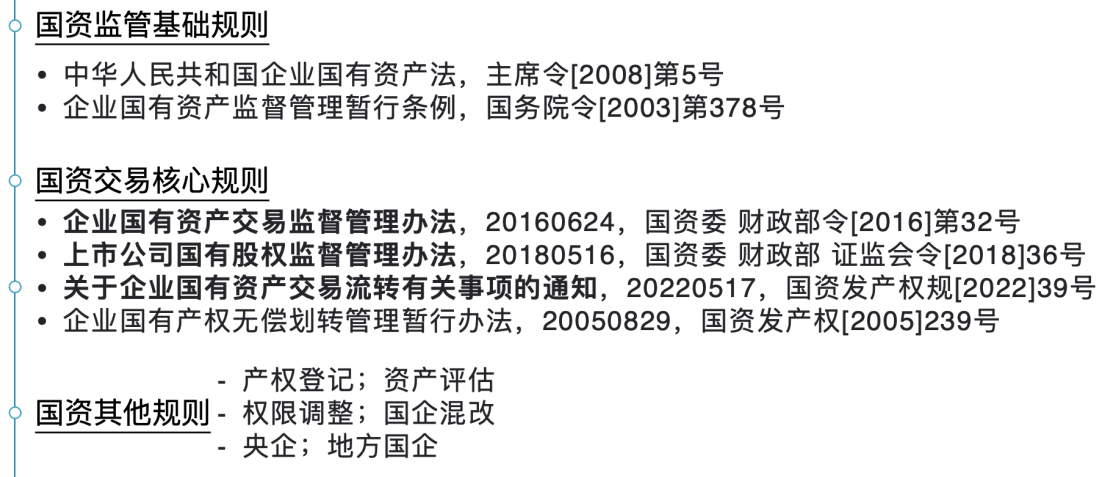 国资监管基础规则
• 中华人民共和国企业国有资产法，主席令[2008]第5号
• 企业国有资产监督管理暂行条例，国务院令[2003]第378号
国资交易核心规则
• 企业国有资产交易监督管理办法，20160624，国资委 财政部令[2016]第32号
• 上市公司国有股权监督管理办法，20180516，国资委 财政部 证监会令[2018]36号
• 关于企业国有资产交易流转有关事项的通知，20220517，国资发产权规[2022]39号
• 企业国有产权无偿划转管理暂行办法，20050829，国资发产权[2005]239号
国资其他规则
- 产权登记；资产评估
- 权限调整；国企混改
- 央企；地方国企